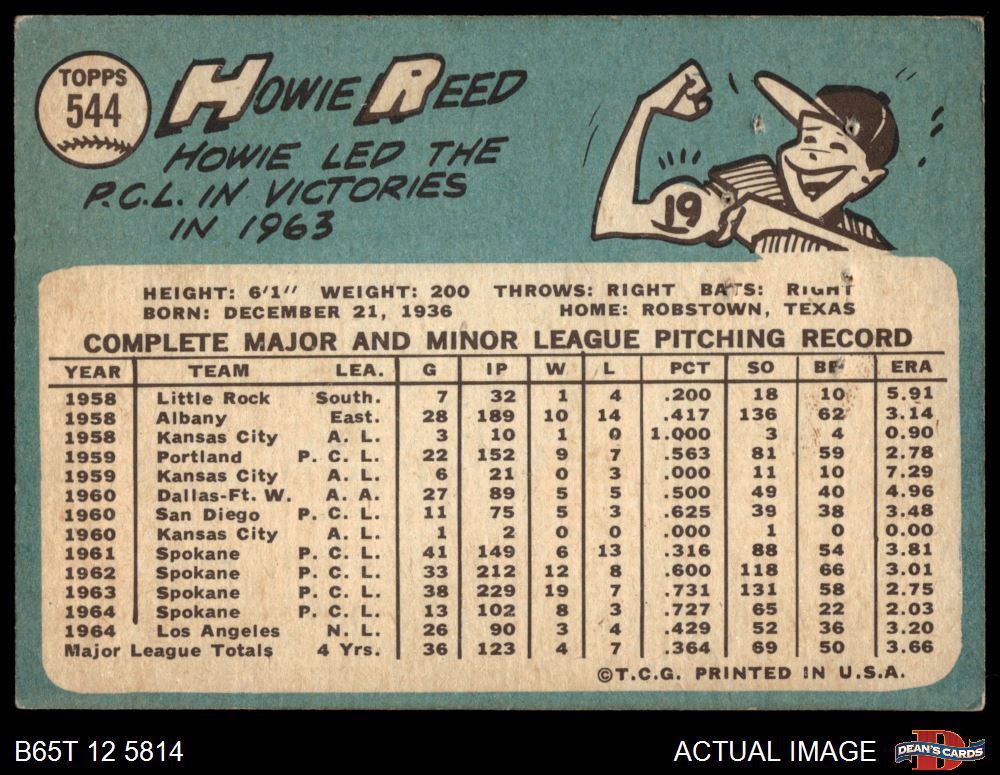 TOPPS
544
HOWIE REED
HOWIE LED THE
P.C.L. IN VICTORIES
IN 1963
19
HEIGHT: 6'1" WEIGHT: 200 THROWS: RIGHT BATS: RIGHT
BORN: DECEMBER 21, 1936 HOME: ROBSTOWN, TEXAS
COMPLETE MAJOR AND MINOR LEAGUE PITCHING RECORD
YEAR TEAM LEA. G IP W L PCT SO BB ERA
1958 Little Rock South. 7 32 1 4 .200 18 10 5.91
1958 Albany East. 28 189 10 14 .417 136 62 3.14
1958 Kansas City A. L. 3 10 1 0 1.000 3 4 0.90
1959 Portland P. C. L. 22 152 9 7 .563 81 59 2.78
1959 Kansas City A. L. 6 21 0 3 .000 11 10 7.29
1960 Dallas-Ft. W. A. A. 27 89 5 5 .500 49 40 4.96
1960 San Diego P. C. L. 11 75 5 3 .625 39 38 3.48
1960 Kansas City A. L. 1 2 0 0 .000 1 0 0.00
1961 Spokane P. C. L. 41 149 6 13 .316 88 54 3.81
1962 Spokane P. C. L. 33 212 12 8 .600 118 66 3.01
1963 Spokane P. C. L. 38 229 19 7 .731 131 58 2.75
1964 Spokane P. C. L. 13 102 8 3 .727 65 22 2.03
1964 Los Angeles N. L. 26 90 3 4 .429 52 36 3.20
Major League Totals 4 Yrs. 36 123 4 7 .364 69 50 3.66
©T.C.G. PRINTED IN U.S.A.
B65T 12 5814 ACTUAL IMAGE DEAN'S CARDS